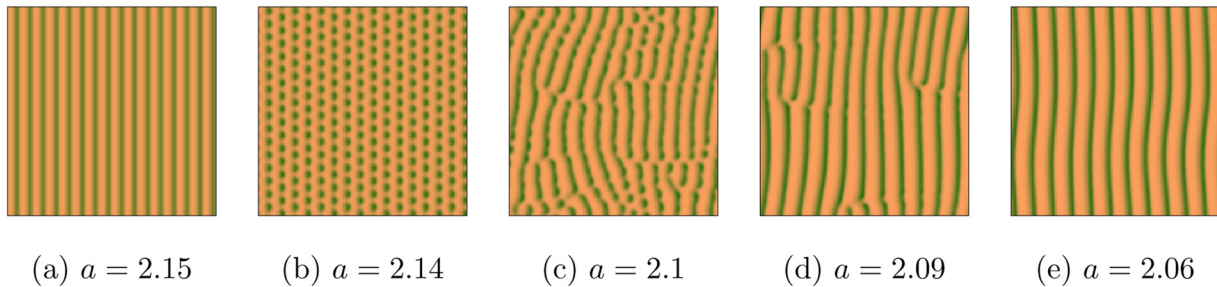 (a) a = 2.15 (b) a = 2.14 (c) a = 2.1 (d) a = 2.09 (e) a = 2.06